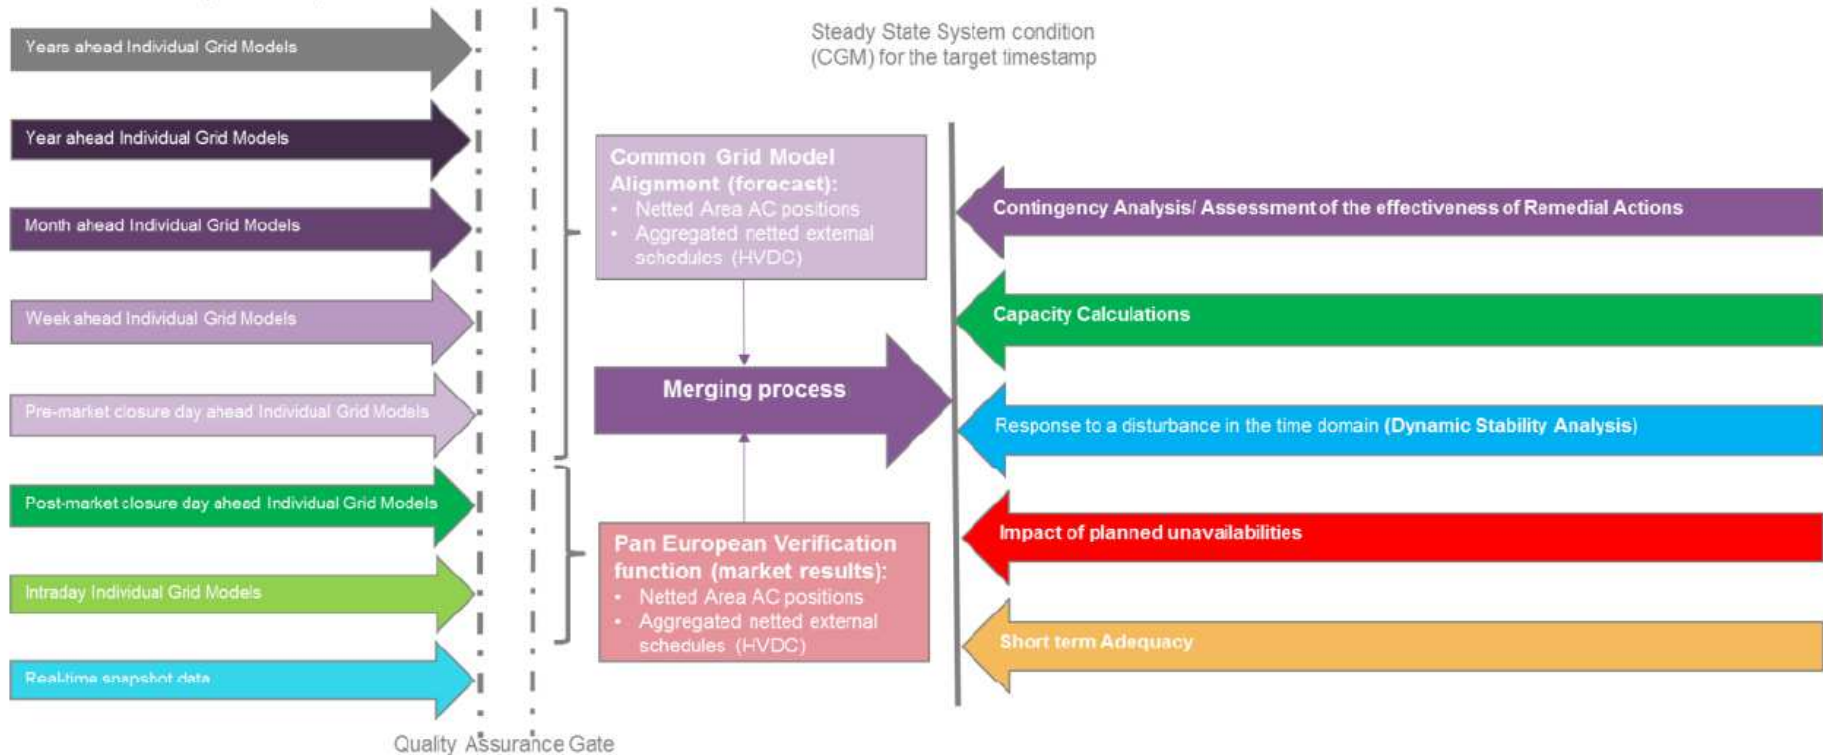 Years ahead Individual Grid Models
Year ahead Individual Grid Models
Month ahead Individual Grid Models
Week ahead Individual Grid Models
Pre-market closure day ahead Individual Grid Models
Post-market closure day ahead Individual Grid Models
Intraday Individual Grid Models
Real-time snapshot data
Quality Assurance Gate
Steady State System condition
(CGM) for the target timestamp
Common Grid Model
Alignment (forecast):
• Netted Area AC positions
• Aggregated netted external
schedules (HVDC)
Merging process
Pan European Verification
function (market results):
• Netted Area AC positions
• Aggregated netted external
schedules (HVDC)
Contingency Analysis/ Assessment of the effectiveness of Remedial Actions
Capacity Calculations
Response to a disturbance in the time domain (Dynamic Stability Analysis)
Impact of planned unavailabilities
Short term Adequacy